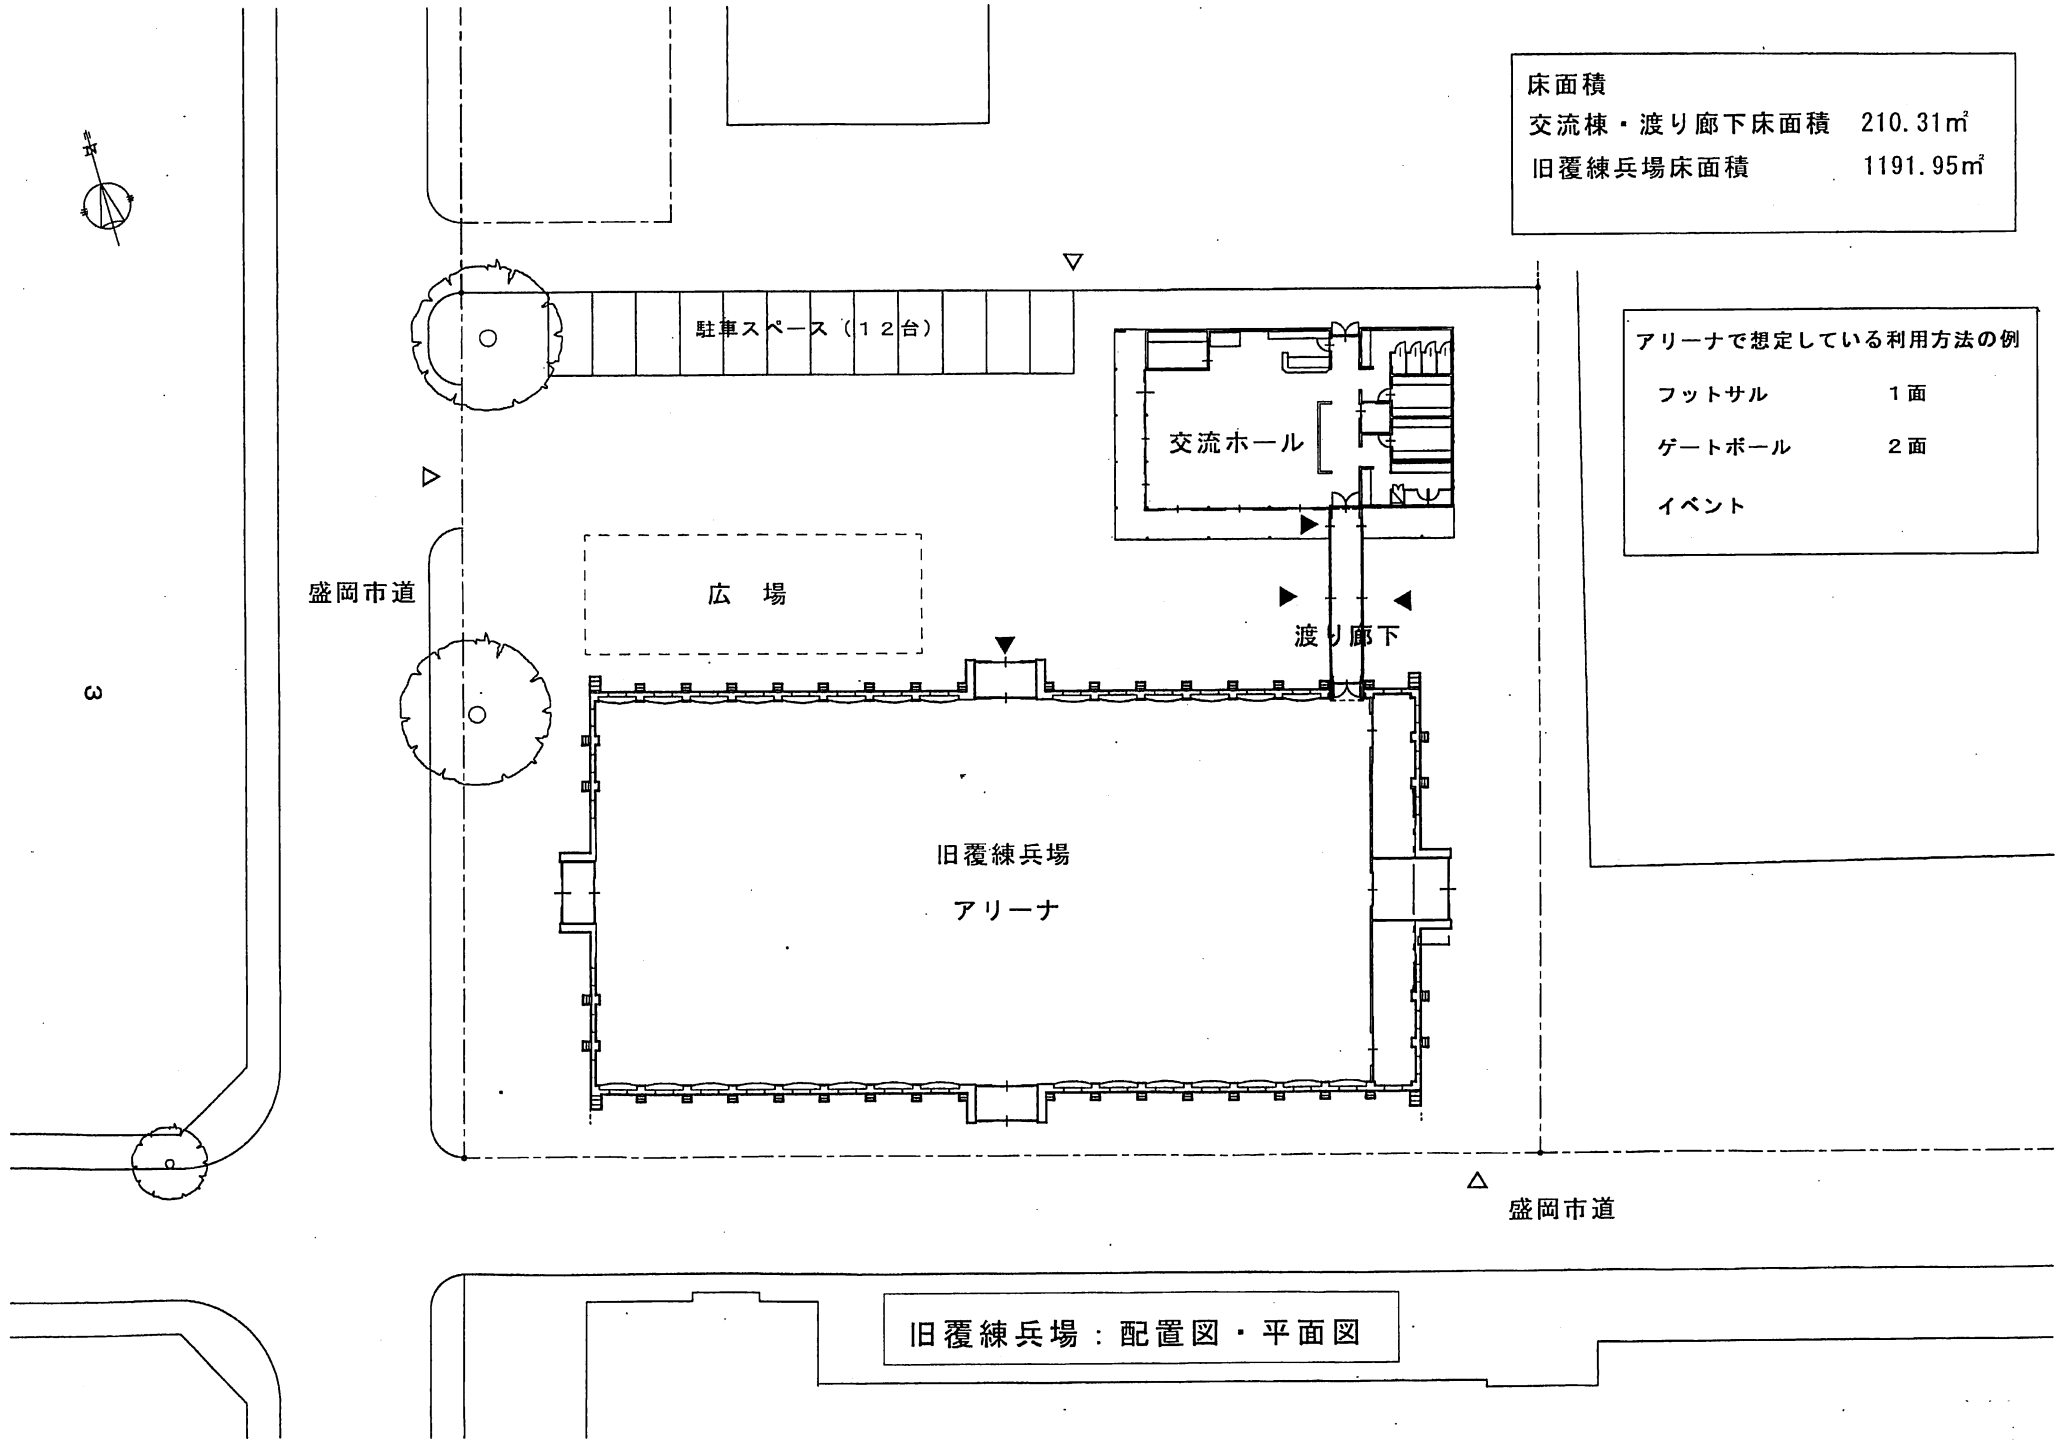 床面積
交流棟・渡り廊下床面積 210.31㎡
旧覆練兵場床面積 1191.95㎡
アリーナで想定している利用方法の例
フットサル 1面
ゲートボール 2面
イベント
駐車スペース(12台)
交流ホール
盛岡市道
広 場
渡り廊下
3
旧覆練兵場
アリーナ
盛岡市道
旧覆練兵場：配置図・平面図